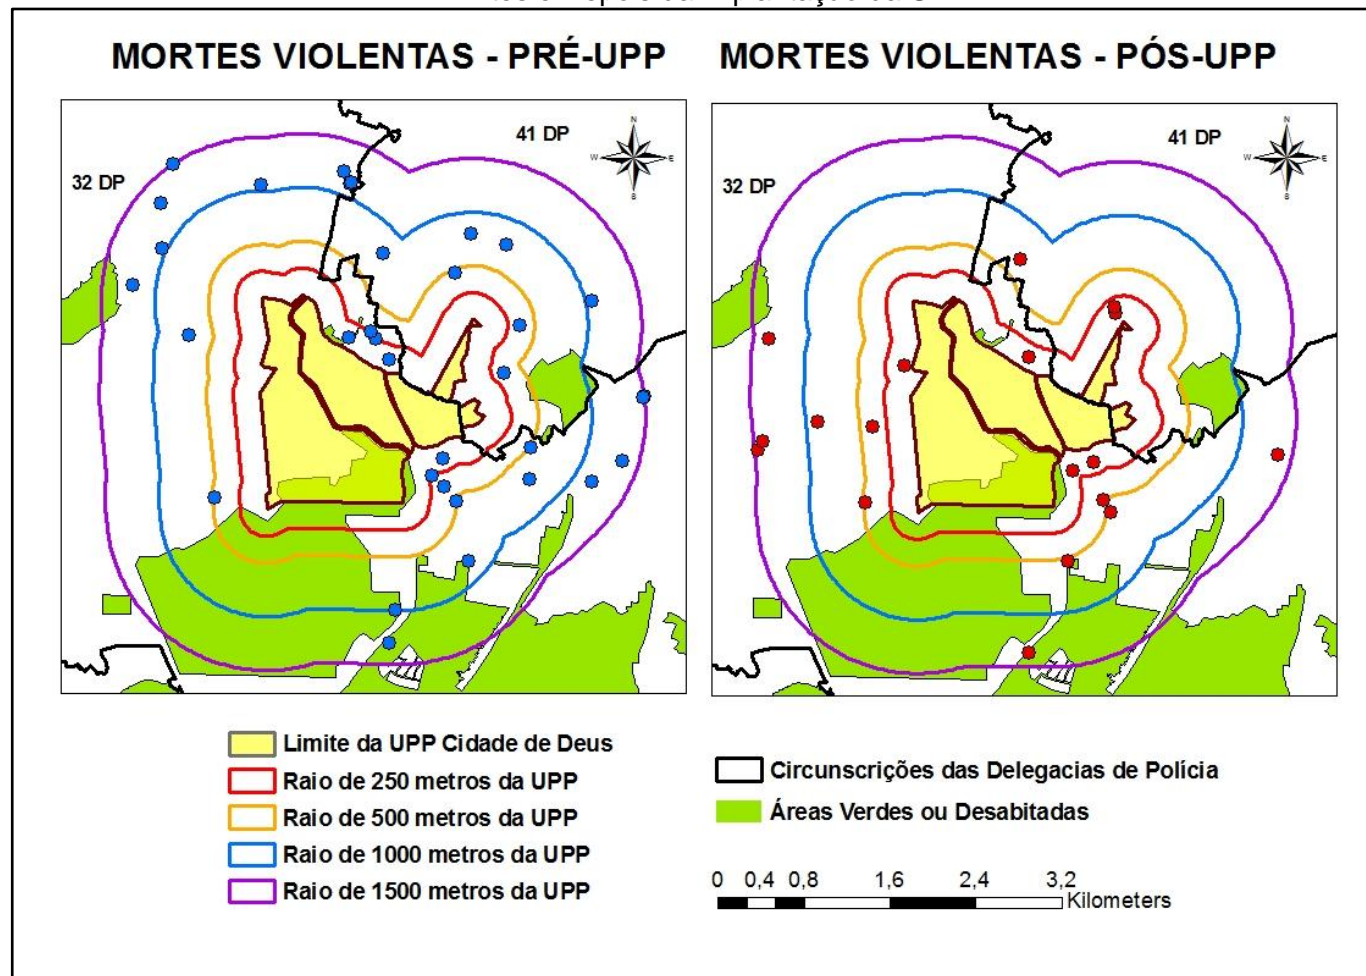 MORTES VIOLENTAS - PRÉ-UPP
MORTES VIOLENTAS - PÓS-UPP
41 DP
32 DP
N
W
E
S
41 DP
32 DP
N
W
E
S
Limite da UPP Cidade de Deus
Raio de 250 metros da UPP
Raio de 500 metros da UPP
Raio de 1000 metros da UPP
Raio de 1500 metros da UPP
Circunscrições das Delegacias de Polícia
Áreas Verdes ou Desabitadas
0 0,4 0,8 1,6 2,4 3,2
Kilometers